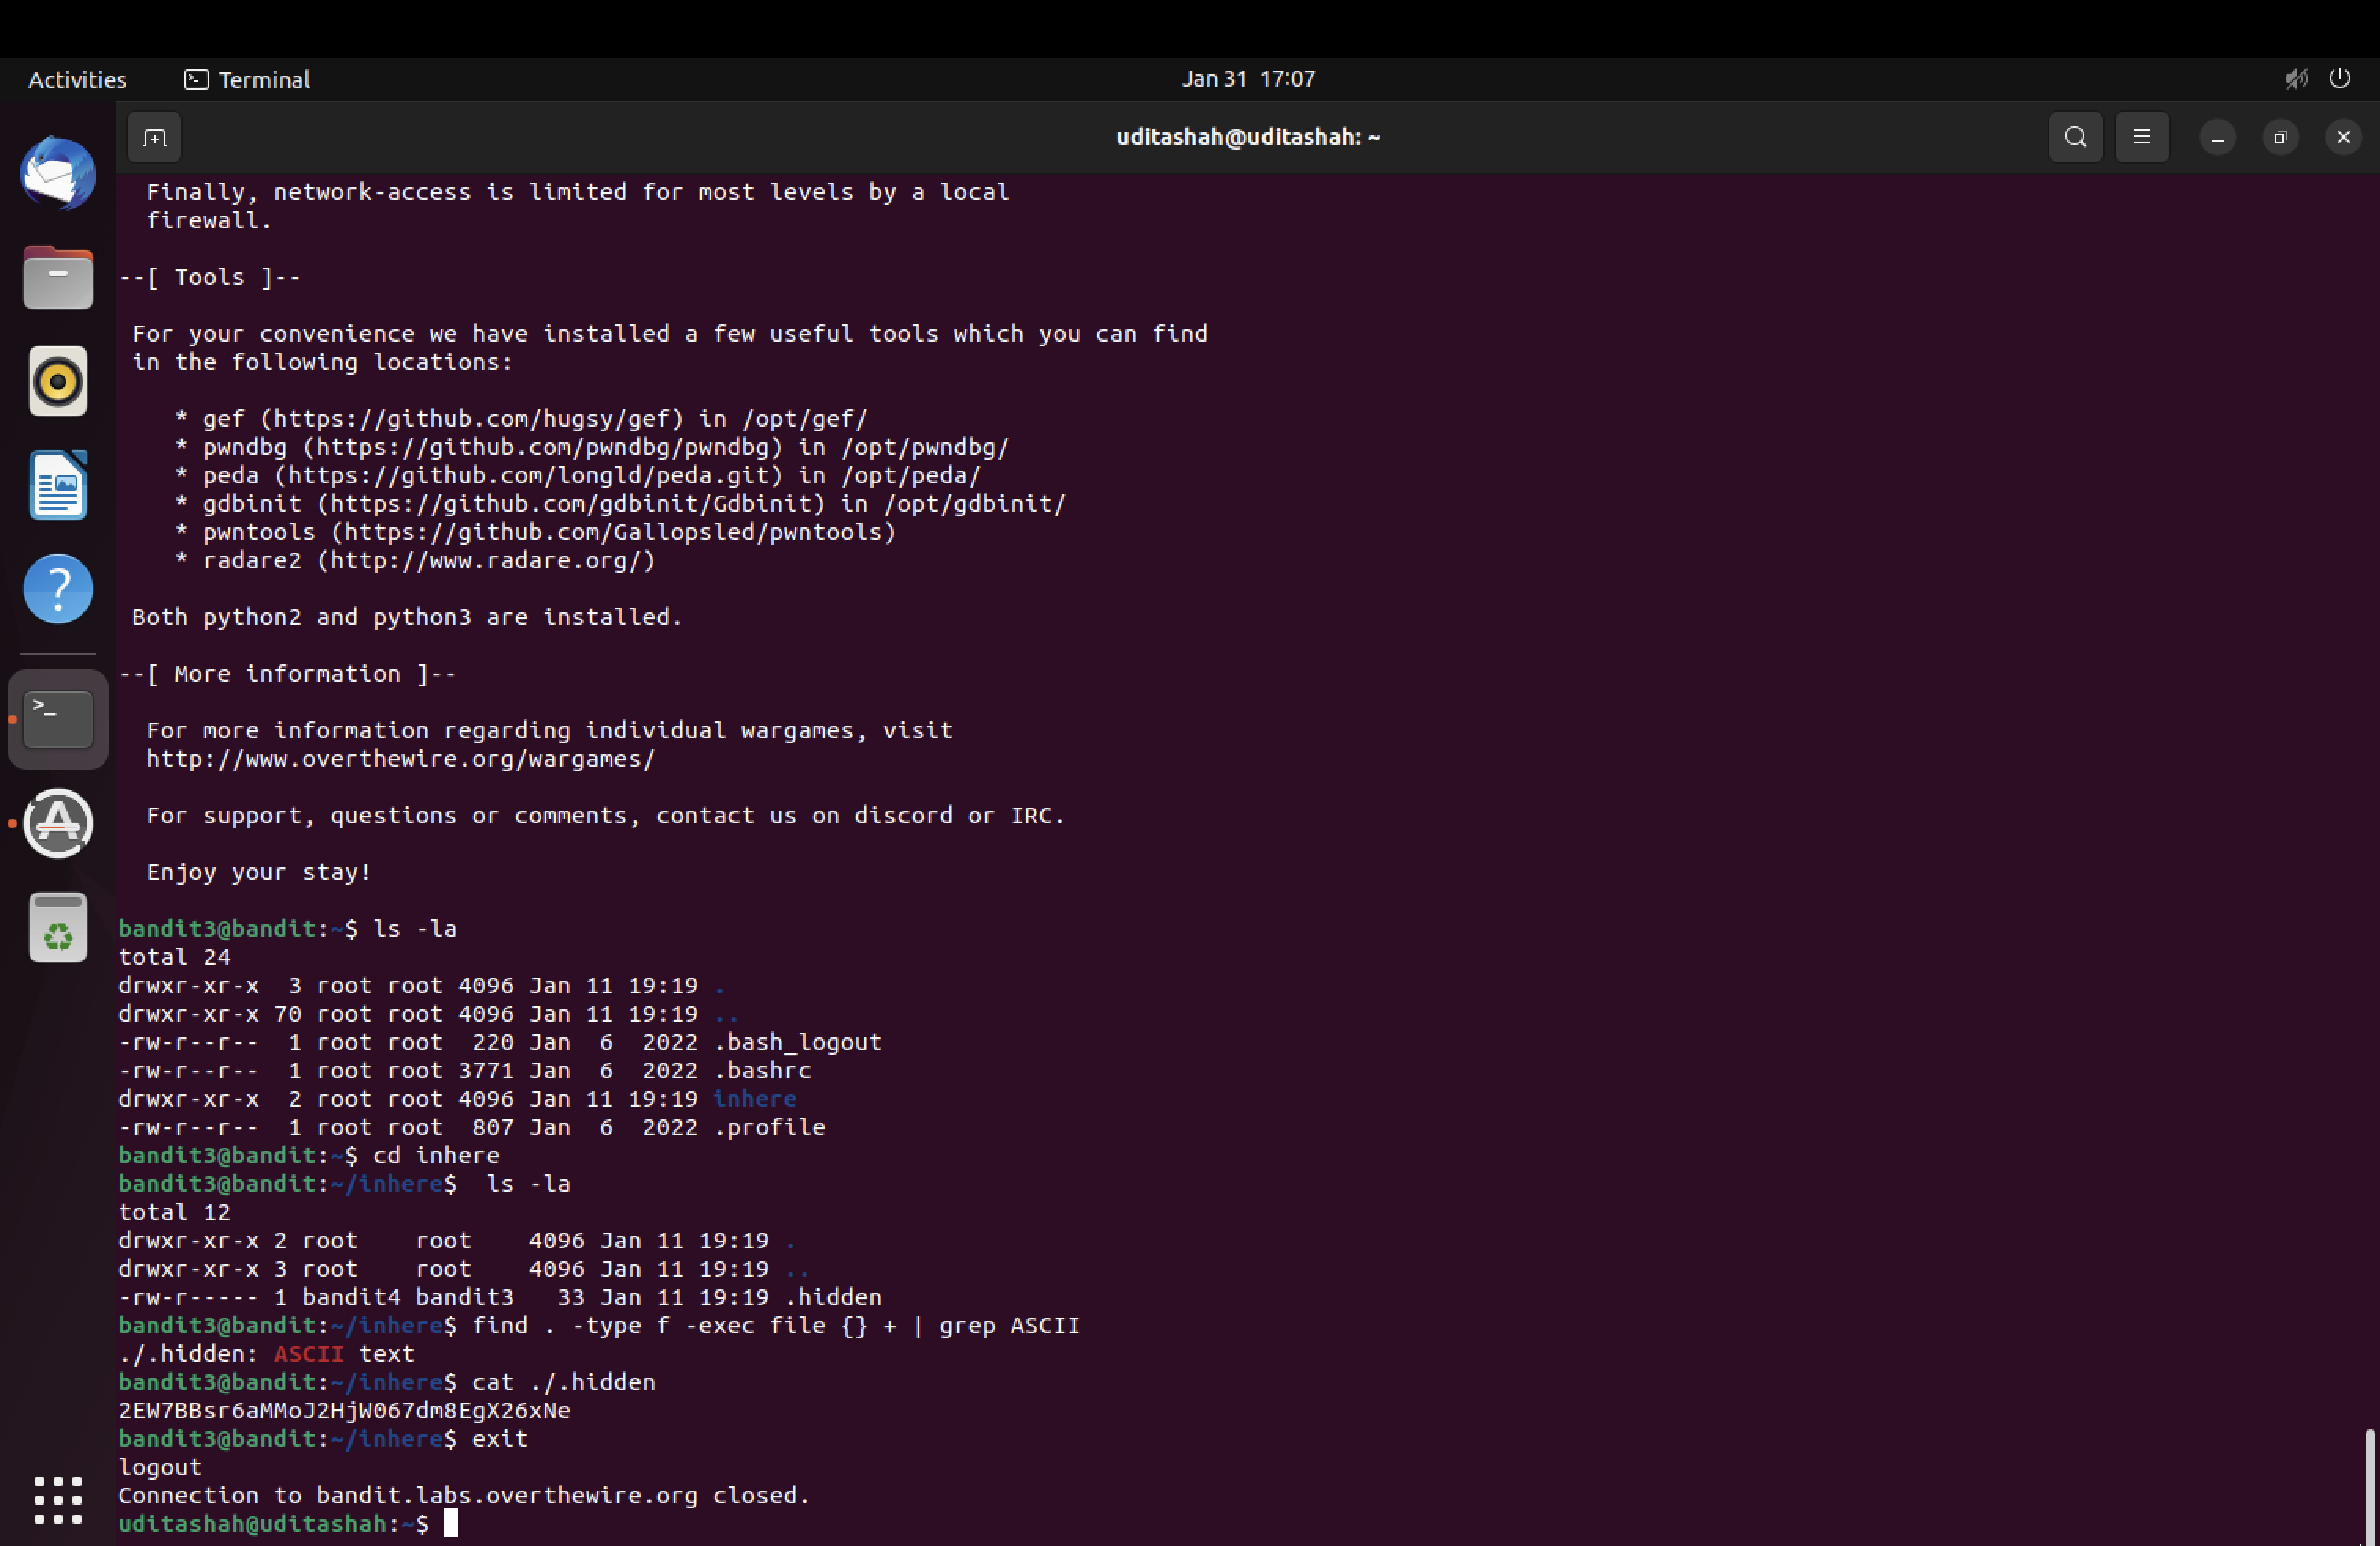 Activities
Terminal
Jan 31 17:07
uditashah@uditashah: ~
Finally, network-access is limited for most levels by a local
firewall.
--[ Tools ]--
For your convenience we have installed a few useful tools which you can find
in the following locations:
* gef (https://github.com/hugsy/gef) in /opt/gef/
* pwndbg (https://github.com/pwndbg/pwndbg) in /opt/pwndbg/
* peda (https://github.com/longld/peda.git) in /opt/peda/
* gdbinit (https://github.com/gdbinit/Gdbinit) in /opt/gdbinit/
* pwntools (https://github.com/Gallopsled/pwntools)
* radare2 (http://www.radare.org/)
Both python2 and python3 are installed.
--[ More information ]--
For more information regarding individual wargames, visit
http://www.overthewire.org/wargames/
For support, questions or comments, contact us on discord or IRC.
Enjoy your stay!
bandit3@bandit:~$ ls -la
total 24
drwxr-xr-x  3 root root 4096 Jan 11 19:19 .
drwxr-xr-x 70 root root 4096 Jan 11 19:19 ..
-rw-r--r--  1 root root  220 Jan  6  2022 .bash_logout
-rw-r--r--  1 root root 3771 Jan  6  2022 .bashrc
drwxr-xr-x  2 root root 4096 Jan 11 19:19 inhere
-rw-r--r--  1 root root  807 Jan  6  2022 .profile
bandit3@bandit:~$ cd inhere
bandit3@bandit:~/inhere$  ls -la
total 12
drwxr-xr-x 2 root    root    4096 Jan 11 19:19 .
drwxr-xr-x 3 root    root    4096 Jan 11 19:19 ..
-rw-r----- 1 bandit4 bandit3   33 Jan 11 19:19 .hidden
bandit3@bandit:~/inhere$ find . -type f -exec file {} + | grep ASCII
./.hidden: ASCII text
bandit3@bandit:~/inhere$ cat ./.hidden
2EW7BBsr6aMMoJ2HjW067dm8EgX26xNe
bandit3@bandit:~/inhere$ exit
logout
Connection to bandit.labs.overthewire.org closed.
uditashah@uditashah:~$